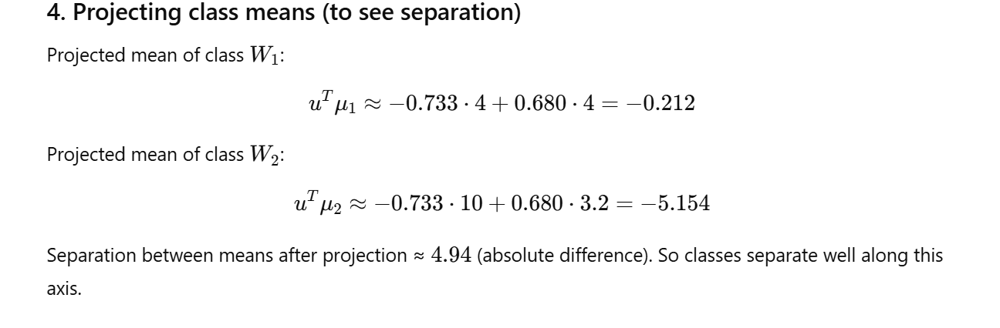 4. Projecting class means (to see separation)
Projected mean of class W₁:
uᵀμ₁ ≈ −0.733 · 4 + 0.680 · 4 = −0.212
Projected mean of class W₂:
uᵀμ₂ ≈ −0.733 · 10 + 0.680 · 3.2 = −5.154
Separation between means after projection ≈ 4.94 (absolute difference). So classes separate well along this
axis.